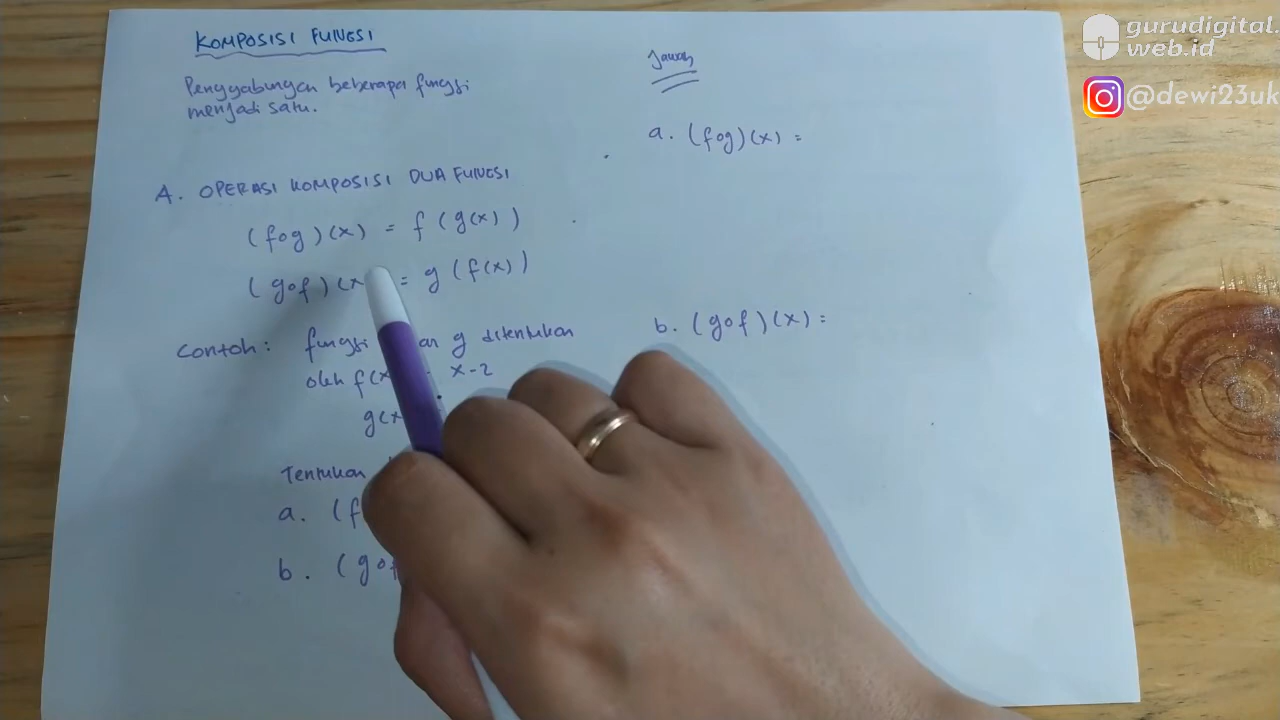 KOMPOSISI FUNGSI
Penggabungan beberapa fungsi
menjadi satu.
A. OPERASI KOMPOSISI DUA FUNGSI
(fog)(x) = f(g(x))
(gof)(x = g(f(x))
Contoh: fungsi g ditentukan
oleh f(x x-2
g(x
Tentukan
a. (f
b. (gof
Jawab
a. (fog)(x) =
b. (gof)(x) =
gurudigital.
web.id
@dewi23uk